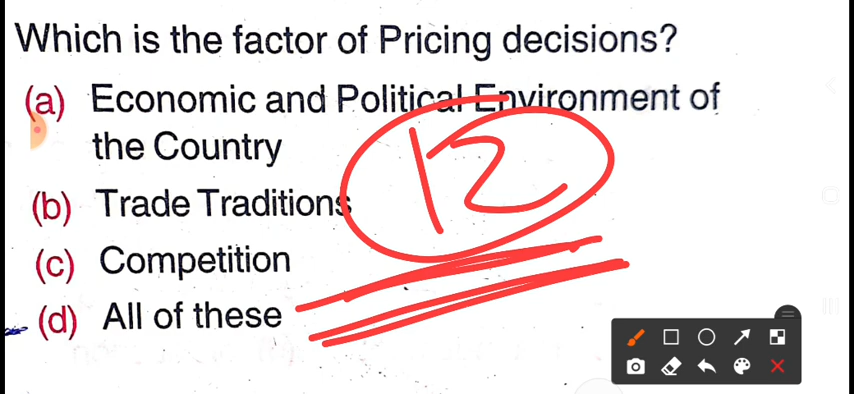 Which is the factor of Pricing decisions?
(a) Economic and Political Environment of
the Country
12
(b) Trade Traditions
(c) Competition
(d) All of these